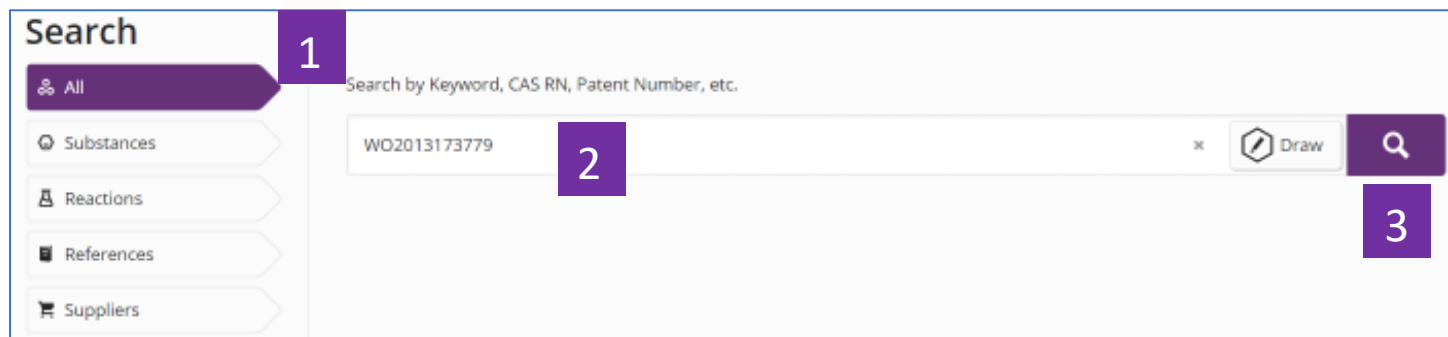 Search
1
All
Search by Keyword, CAS RN, Patent Number, etc.
Substances
WO2013173779
2
× Draw
Reactions
3
References
Suppliers